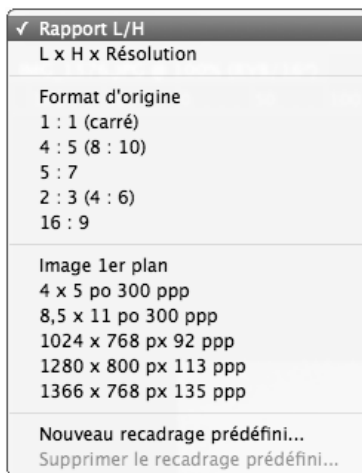 ✓ Rapport L/H
L x H x Résolution
Format d'origine
1 : 1 (carré)
4 : 5 (8 : 10)
5 : 7
2 : 3 (4 : 6)
16 : 9
Image 1er plan
4 x 5 po 300 ppp
8,5 x 11 po 300 ppp
1024 x 768 px 92 ppp
1280 x 800 px 113 ppp
1366 x 768 px 135 ppp
Nouveau recadrage prédéfini...
Supprimer le recadrage prédéfini...